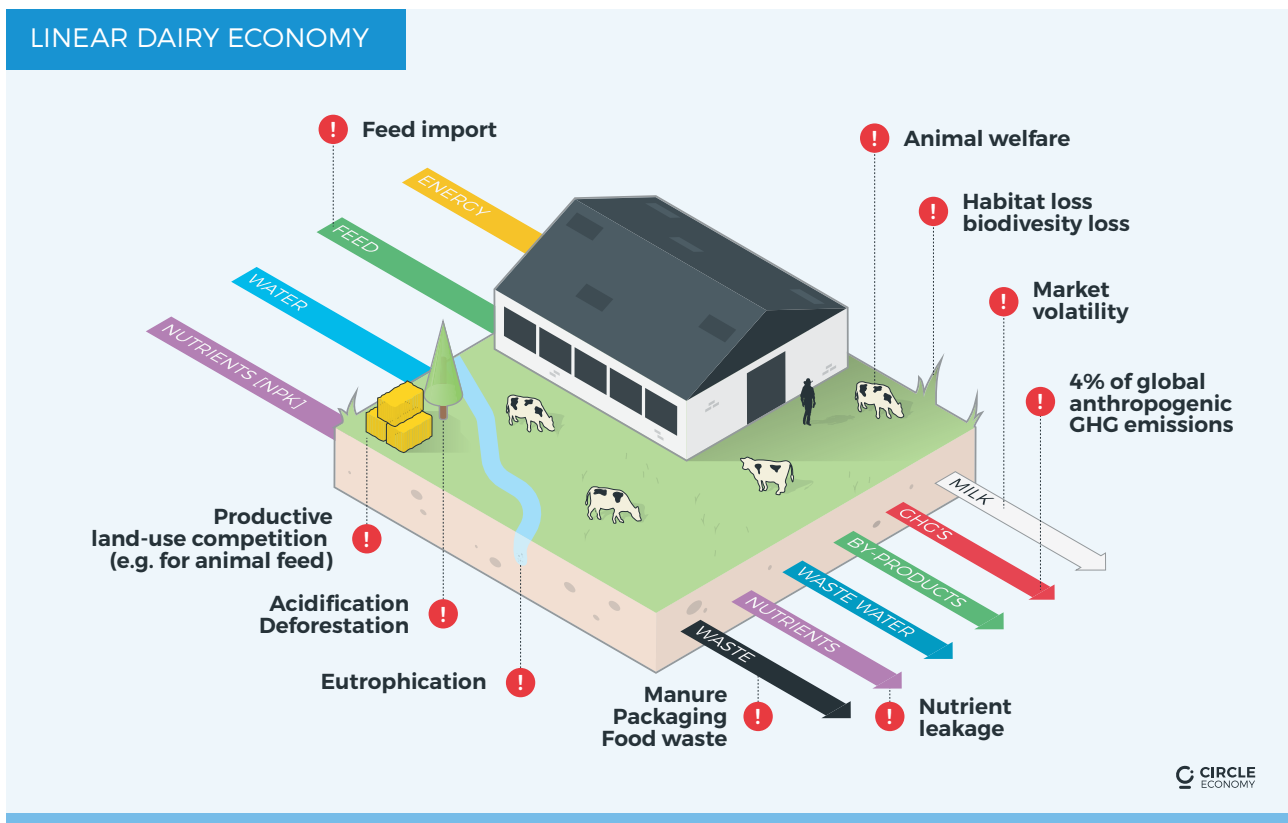 LINEAR DAIRY ECONOMY
Feed import
Animal welfare
ENERGY
Habitat loss
biodivesity loss
FEED
WATER
Market
volatility
NUTRIENTS [NPK]
4% of global
anthropogenic
GHG emissions
MILK
Productive
land-use competition
(e.g. for animal feed)
GHG'S
BY-PRODUCTS
WASTE WATER
Acidification
Deforestation
NUTRIENTS
WASTE
Eutrophication
Manure
Packaging
Food waste
Nutrient
leakage
CIRCLE
ECONOMY